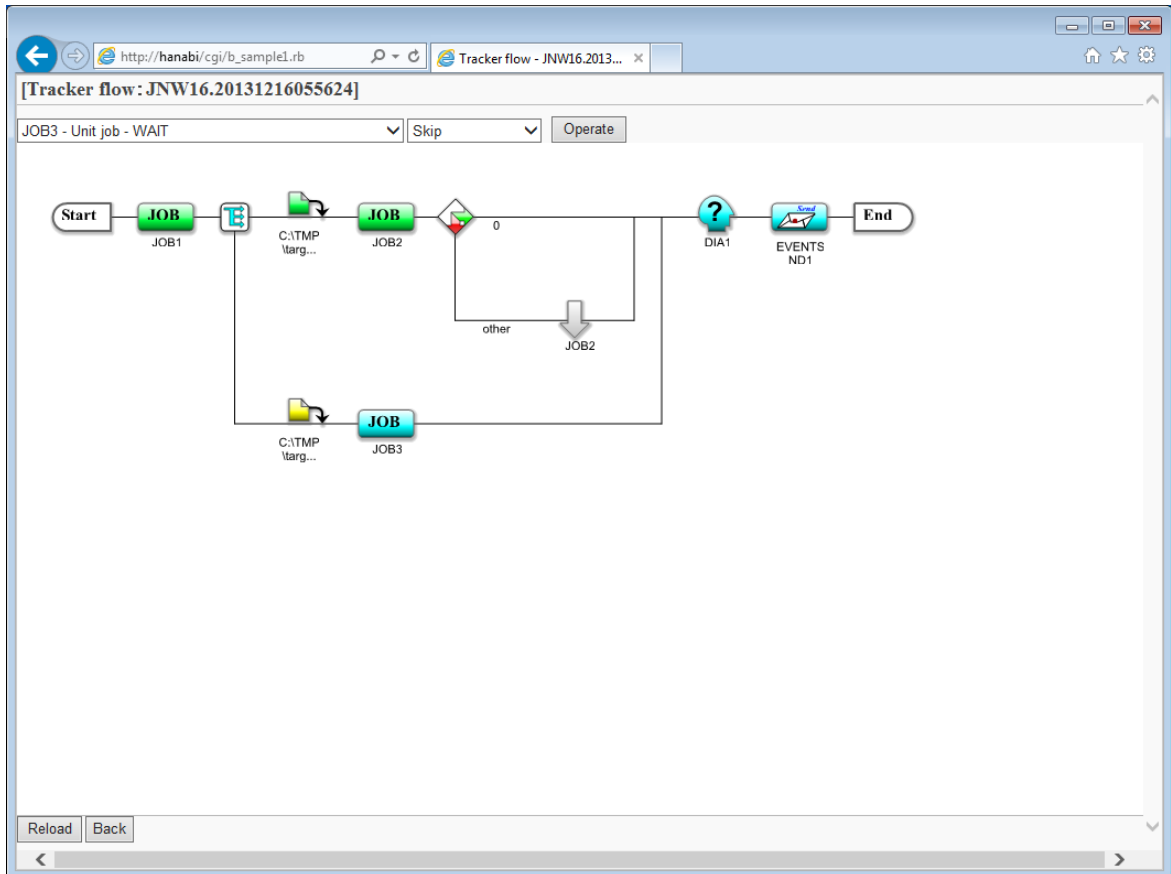 http://hanabi/cgi/b_sample1.rb
Tracker flow - JNW16.2013...
[Tracker flow:JNW16.20131216055624]
JOB3 - Unit job - WAIT
Skip
Operate
Start
JOB
JOB1
C:\TMP
\targ...
JOB
JOB2
0
other
JOB2
?
DIA1
Send
EVENTS
ND1
End
C:\TMP
\targ...
JOB
JOB3
Reload
Back